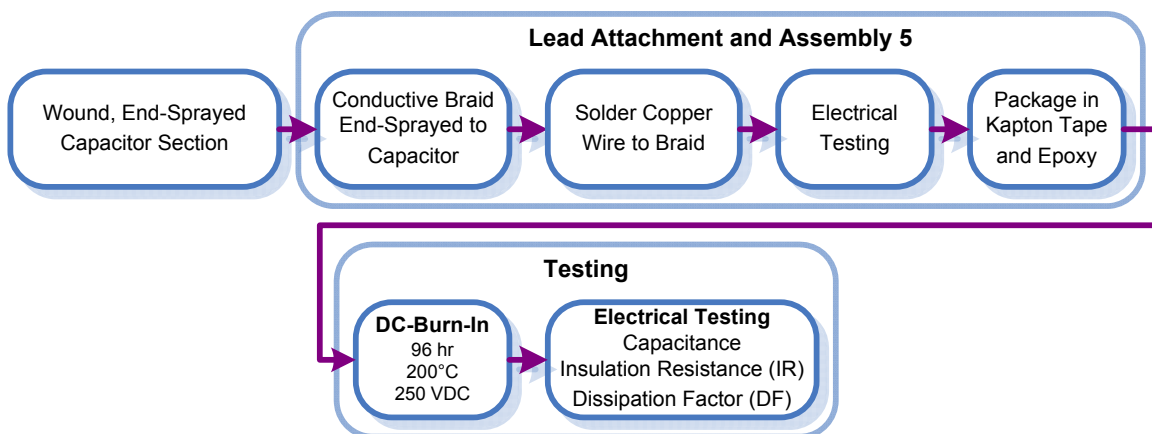 Lead Attachment and Assembly 5
Wound, End-Sprayed
Capacitor Section
Conductive Braid
End-Sprayed to
Capacitor
Solder Copper
Wire to Braid
Electrical
Testing
Package in
Kapton Tape
and Epoxy
Testing
DC-Burn-In
96 hr
200°C
250 VDC
Electrical Testing
Capacitance
Insulation Resistance (IR)
Dissipation Factor (DF)